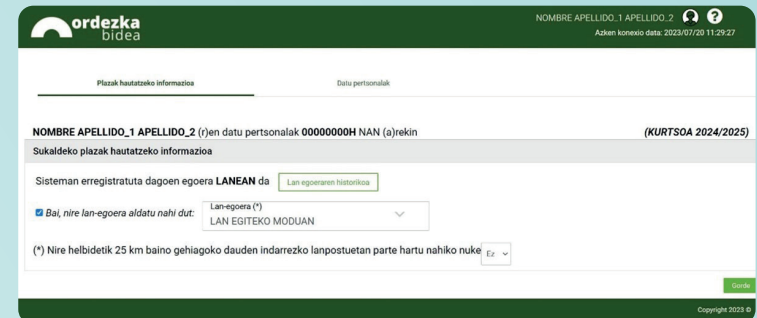 ordezka
bidea
NOMBRE APELLIDO_1 APELLIDO_2 ?
Azken konexio data: 2023/07/20 11:29:27
Plazak hautatzeko informazioa Datu pertsonalak
NOMBRE APELLIDO_1 APELLIDO_2 (r)en datu pertsonalak 00000000H NAN (a)rekin (KURTSOA 2024/2025)
Sukaldeko plazak hautatzeko informazioa
Sisteman erregistratuta dagoen egoera LANEAN da Lan egoeraren historikoa
Bai, nire lan-egoera aldatu nahi dut: Lan-egoera (*)
LAN EGITEKO MODUAN
(*) Nire helbidetik 25 km baino gehiagoko dauden indarrezko lanpostuetan parte hartu nahiko nuke Ez
Gorde
Copyright 2023 ©